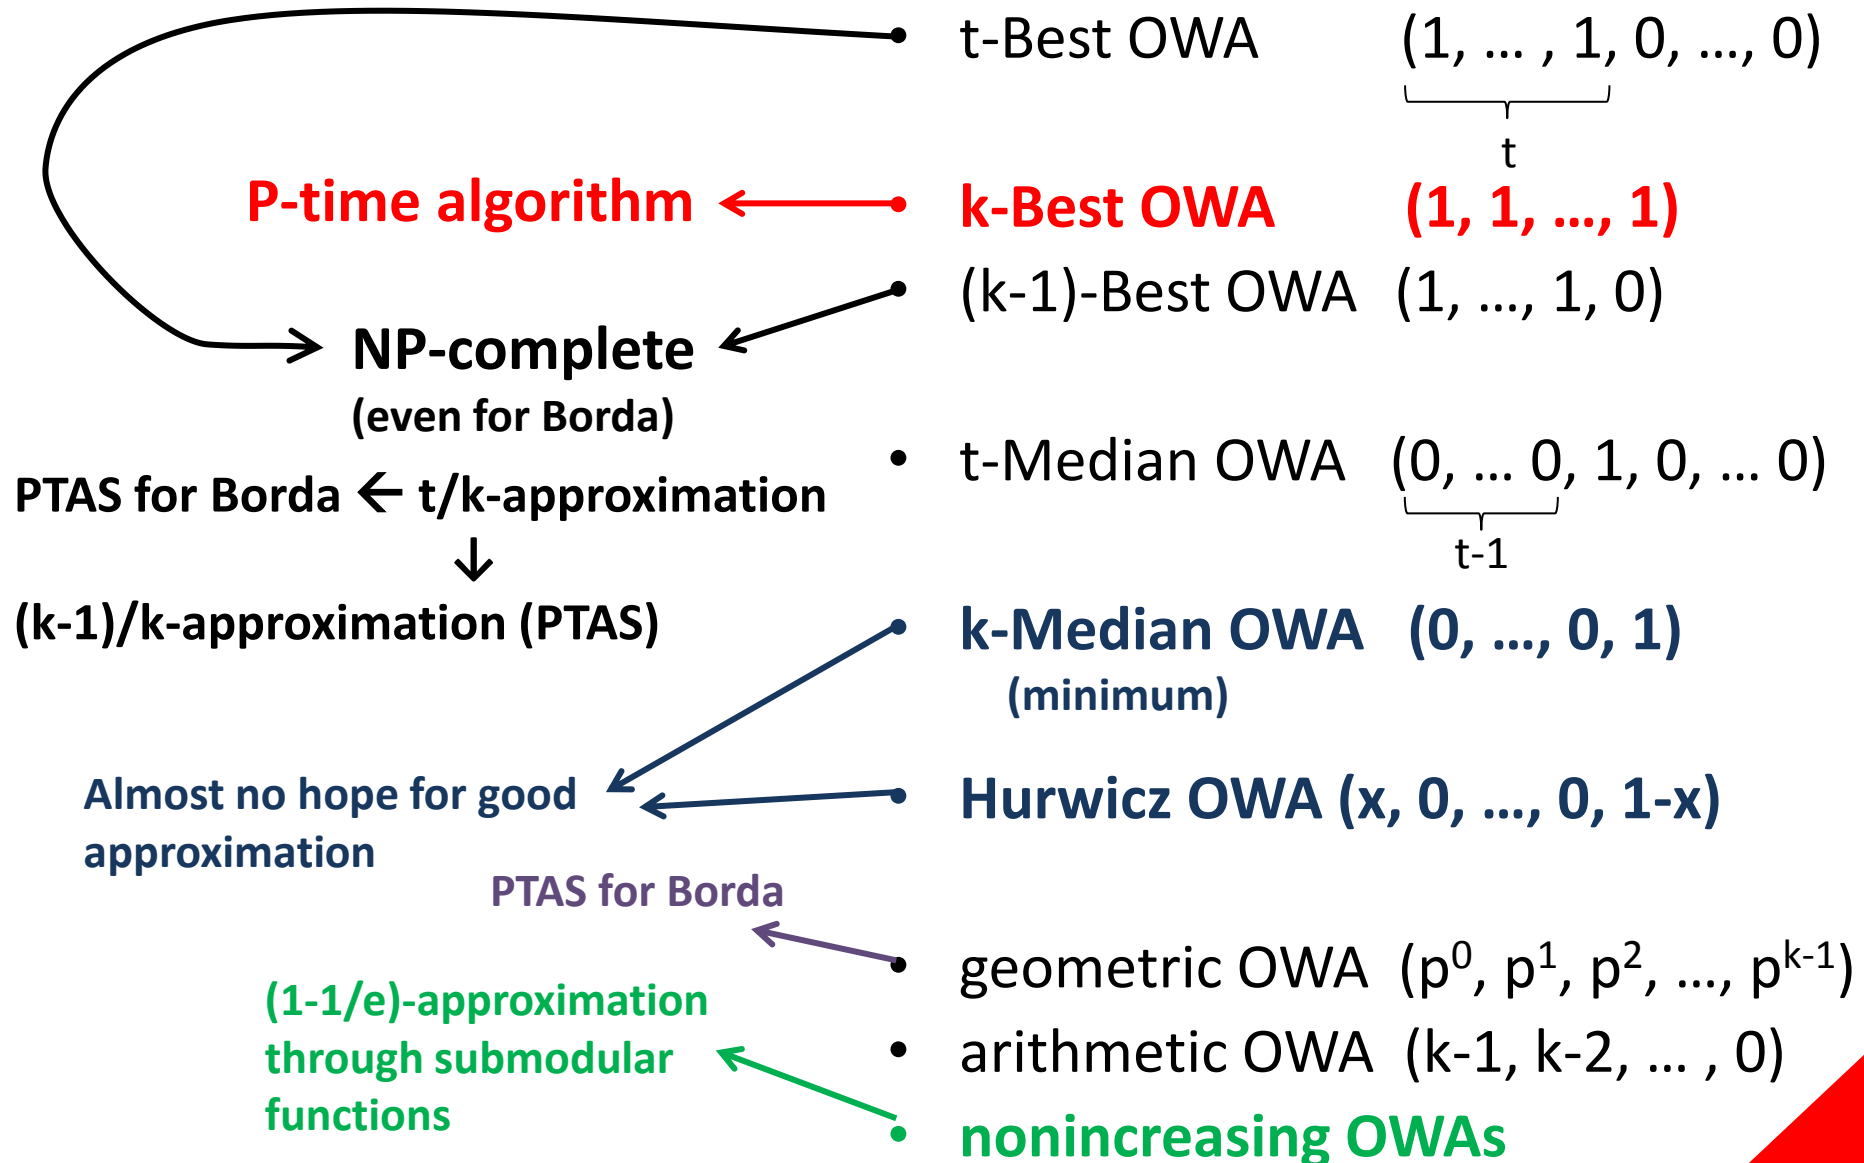 t-Best OWA (1, … , 1, 0, …, 0)
t
P-time algorithm
k-Best OWA (1, 1, …, 1)
(k-1)-Best OWA (1, …, 1, 0)
NP-complete
(even for Borda)
t-Median OWA (0, … 0, 1, 0, … 0)
t-1
PTAS for Borda ← t/k-approximation
↓
(k-1)/k-approximation (PTAS)
k-Median OWA (0, …, 0, 1)
(minimum)
Almost no hope for good
approximation
Hurwicz OWA (x, 0, …, 0, 1-x)
PTAS for Borda
geometric OWA (p⁰, p¹, p², …, pᵏ⁻¹)
(1-1/e)-approximation
through submodular
functions
arithmetic OWA (k-1, k-2, … , 0)
nonincreasing OWAs